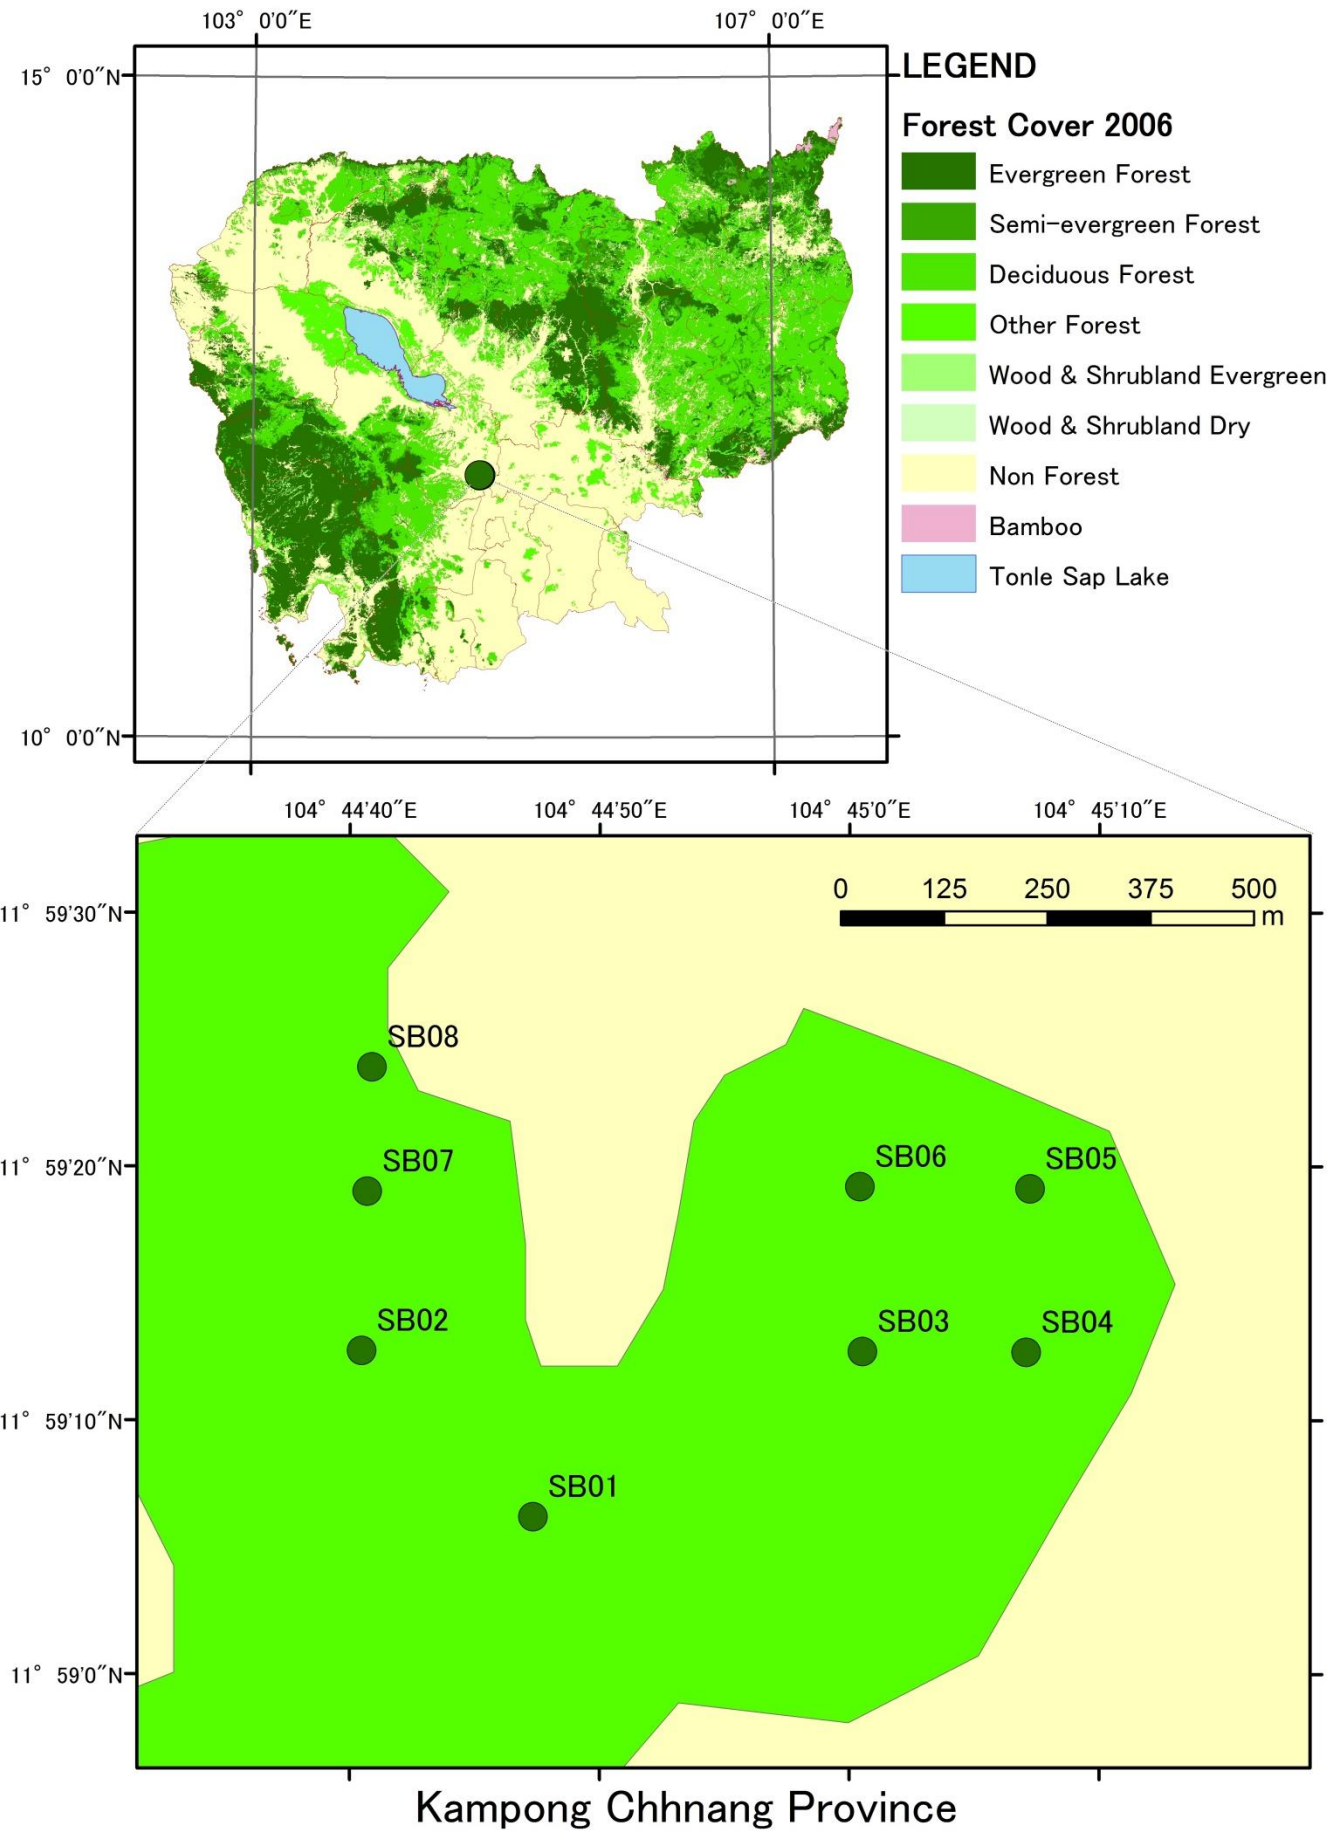 103° 0'0"E 107° 0'0"E
15° 0'0"N
10° 0'0"N
LEGEND
Forest Cover 2006
Evergreen Forest
Semi-evergreen Forest
Deciduous Forest
Other Forest
Wood & Shrubland Evergreen
Wood & Shrubland Dry
Non Forest
Bamboo
Tonle Sap Lake
104° 44'40"E 104° 44'50"E 104° 45'0"E 104° 45'10"E
0 125 250 375 500
m
11° 59'30"N
SB08
SB07
SB06
SB05
11° 59'20"N
SB02
SB03
SB04
11° 59'10"N
SB01
11° 59'0"N
Kampong Chhnang Province